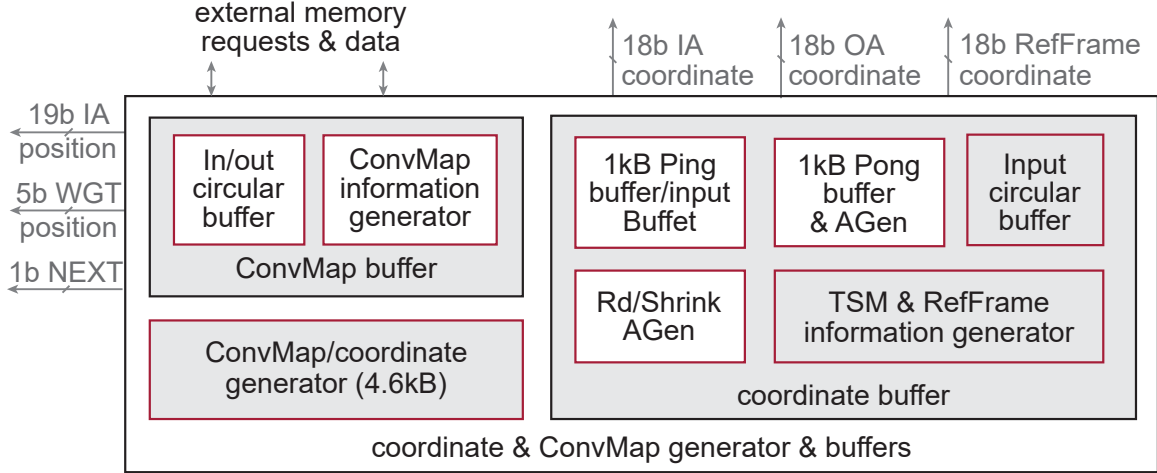 external memory
requests & data
18b IA
coordinate
18b OA
coordinate
18b RefFrame
coordinate
19b IA
position
5b WGT
position
1b NEXT
In/out
circular
buffer
ConvMap
information
generator
ConvMap buffer
ConvMap/coordinate
generator (4.6kB)
1kB Ping
buffer/input
Buffet
1kB Pong
buffer
& AGen
Input
circular
buffer
Rd/Shrink
AGen
TSM & RefFrame
information generator
coordinate buffer
coordinate & ConvMap generator & buffers